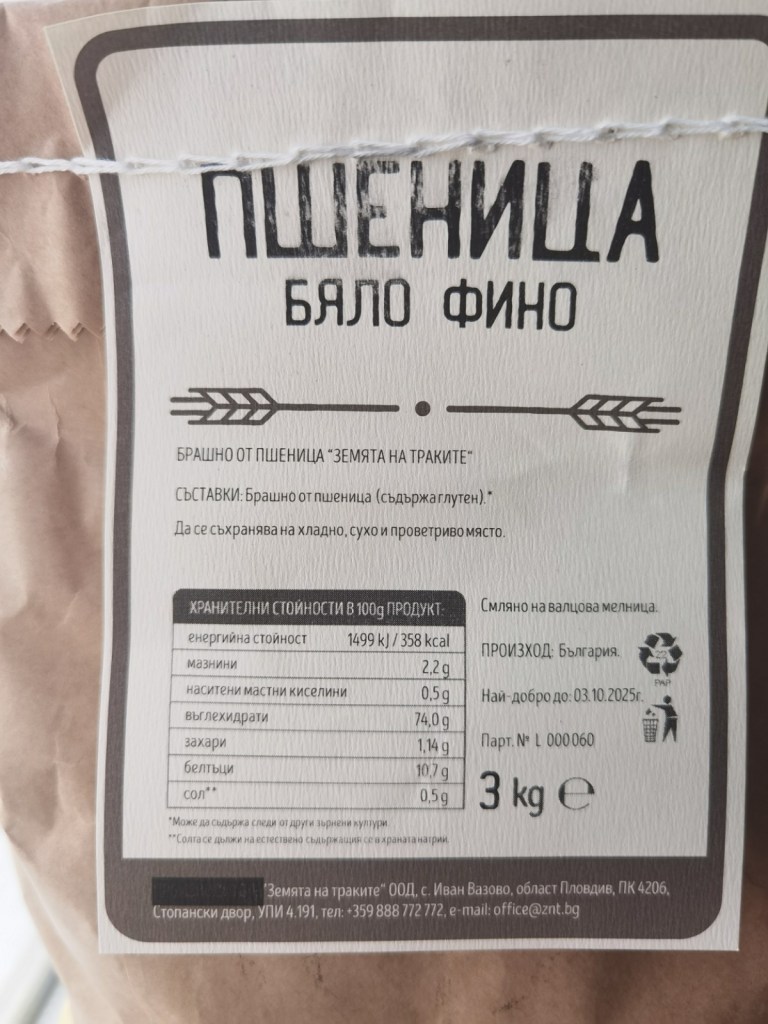 ПШЕНИЦА
БЯЛО ФИНО
БРАШНО ОТ ПШЕНИЦА "ЗЕМЯТА НА ТРАКИТЕ"
СЪСТАВКИ: Брашно от пшеница (съдържа глутен).*
Да се съхранява на хладно, сухо и проветриво място.
ХРАНИТЕЛНИ СТОЙНОСТИ В 100g ПРОДУКТ:
енергийна стойност 1499 kJ / 358 kcal
мазнини 2,2 g
наситени мастни киселини 0,5 g
въглехидрати 74,0 g
захари 1,14 g
белтъци 10,7 g
сол** 0,5 g
*Може да съдържа следи от други зърнени култури.
**Солта се дължи на естествено съдържащия се в храната натрий.
Смляно на валцова мелница.
ПРОИЗХОД: България.
22
PAP
Най-добро до: 03.10.2025г.
Парт. № L 000060
3 kg ℮
"Земята на траките" ООД, с. Иван Вазово, област Пловдив, ПК 4206,
Стопански двор, УПИ 4.191, тел: +359 888 772 772, e-mail: office@znt.bg